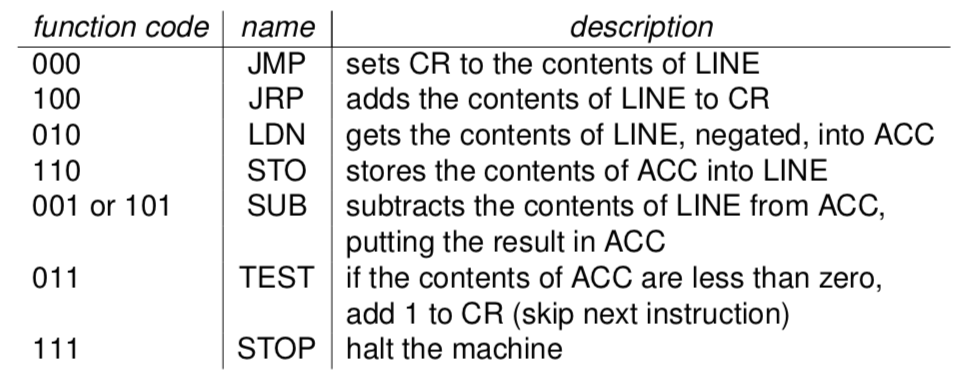 function code name description
000 JMP sets CR to the contents of LINE
100 JRP adds the contents of LINE to CR
010 LDN gets the contents of LINE, negated, into ACC
110 STO stores the contents of ACC into LINE
001 or 101 SUB subtracts the contents of LINE from ACC,
putting the result in ACC
011 TEST if the contents of ACC are less than zero,
add 1 to CR (skip next instruction)
111 STOP halt the machine